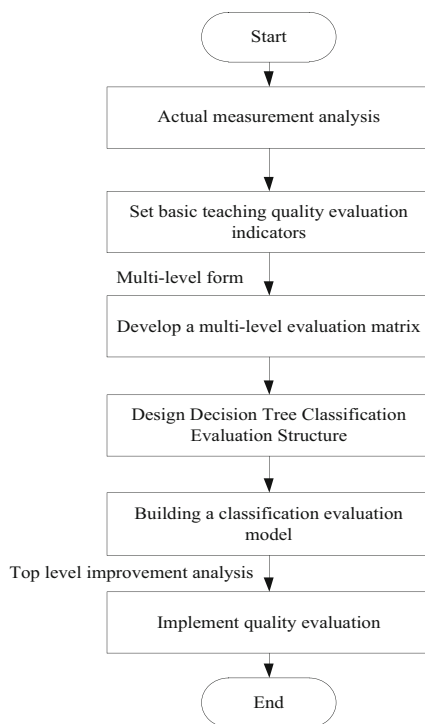 Start
Actual measurement analysis
Set basic teaching quality evaluation
indicators
Multi-level form
Develop a multi-level evaluation matrix
Design Decision Tree Classification
Evaluation Structure
Building a classification evaluation
model
Top level improvement analysis
Implement quality evaluation
End